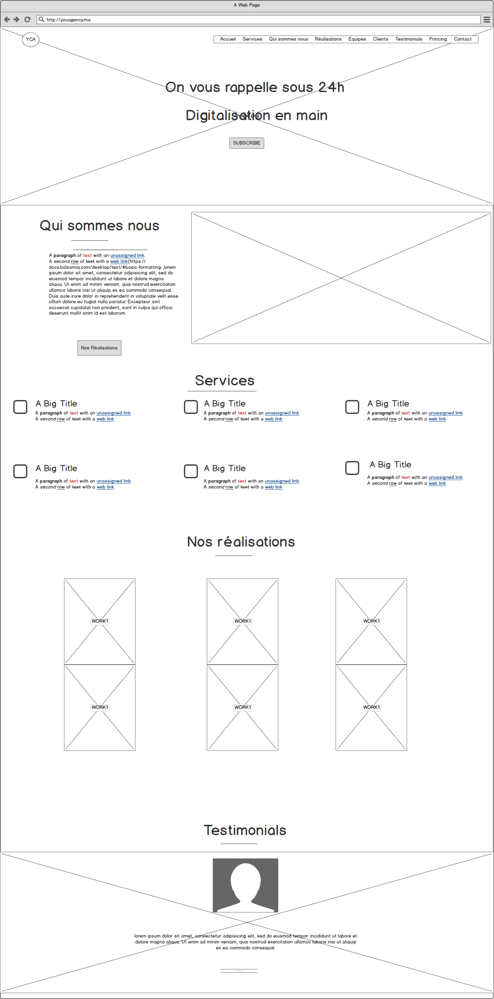 A Web Page
http://youagency.ma
YCA
Accueil Services Qui sommes nous Réalisations Equipes Clients Testimonials Princing Contact
On vous rappelle sous 24h
Digitalisation en main
SUBSCRIBE
Qui sommes nous
A paragraph of text with an unassigned link.
A second row of text with a web link(https://
docs.balsamiq.com/desktop/text/#basic-formatting ,lorem
ipsum dolor sit amet, consectetur adipisicing elit, sed do
eiusmod tempor incididunt ut labore et dolore magna
aliqua. Ut enim ad minim veniam, quis nostrud exercitation
ullamco laboris nisi ut aliquip ex ea commodo consequat.
Duis aute irure dolor in reprehenderit in voluptate velit esse
cillum dolore eu fugiat nulla pariatur. Excepteur sint
occaecat cupidatat non proident, sunt in culpa qui officia
deserunt mollit anim id est laborum.
Nos Réalisations
Services
A Big Title
A paragraph of text with an unassigned link.
A second row of text with a web link
A Big Title
A paragraph of text with an unassigned link.
A second row of text with a web link
A Big Title
A paragraph of text with an unassigned link.
A second row of text with a web link
A Big Title
A paragraph of text with an unassigned link.
A second row of text with a web link
A Big Title
A paragraph of text with an unassigned link.
A second row of text with a web link
A Big Title
A paragraph of text with an unassigned link.
A second row of text with a web link
Nos réalisations
WORK1 WORK1 WORK1
WORK1 WORK1 WORK1
Testimonials
lorem ipsum dolor sit amet, consectetur adipisicing elit, sed do eiusmod tempor incididunt ut labore et
dolore magna aliqua. Ut enim ad minim veniam, quis nostrud exercitation ullamco laboris nisi ut aliquip
ex ea commodo consequat.